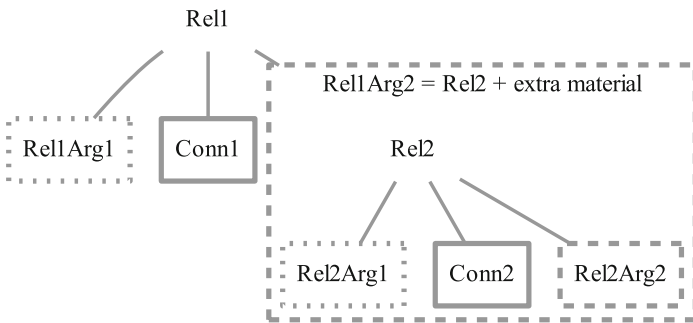 Rel1
Rel1Arg2 = Rel2 + extra material
Rel1Arg1
Conn1
Rel2
Rel2Arg1
Conn2
Rel2Arg2